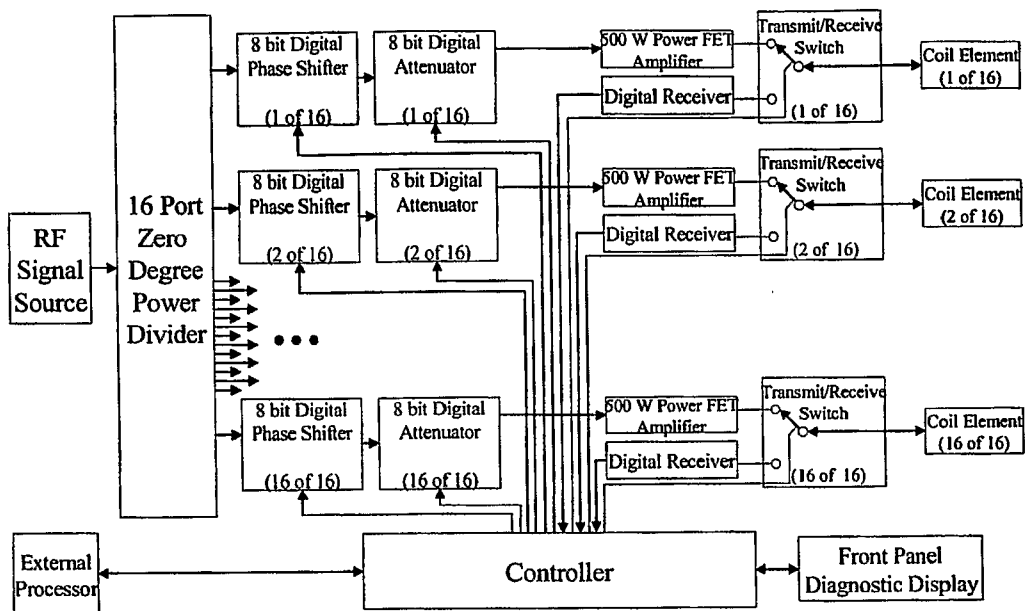 RF
Signal
Source
16 Port
Zero
Degree
Power
Divider
8 bit Digital
Phase Shifter
(1 of 16)
8 bit Digital
Attenuator
(1 of 16)
500 W Power FET
Amplifier
Digital Receiver
Transmit/Receive
Switch
(1 of 16)
Coil Element
(1 of 16)
8 bit Digital
Phase Shifter
(2 of 16)
8 bit Digital
Attenuator
(2 of 16)
500 W Power FET
Amplifier
Digital Receiver
Transmit/Receive
Switch
(2 of 16)
Coil Element
(2 of 16)
8 bit Digital
Phase Shifter
(16 of 16)
8 bit Digital
Attenuator
(16 of 16)
500 W Power FET
Amplifier
Digital Receiver
Transmit/Receive
Switch
(16 of 16)
Coil Element
(16 of 16)
External
Processor
Controller
Front Panel
Diagnostic Display